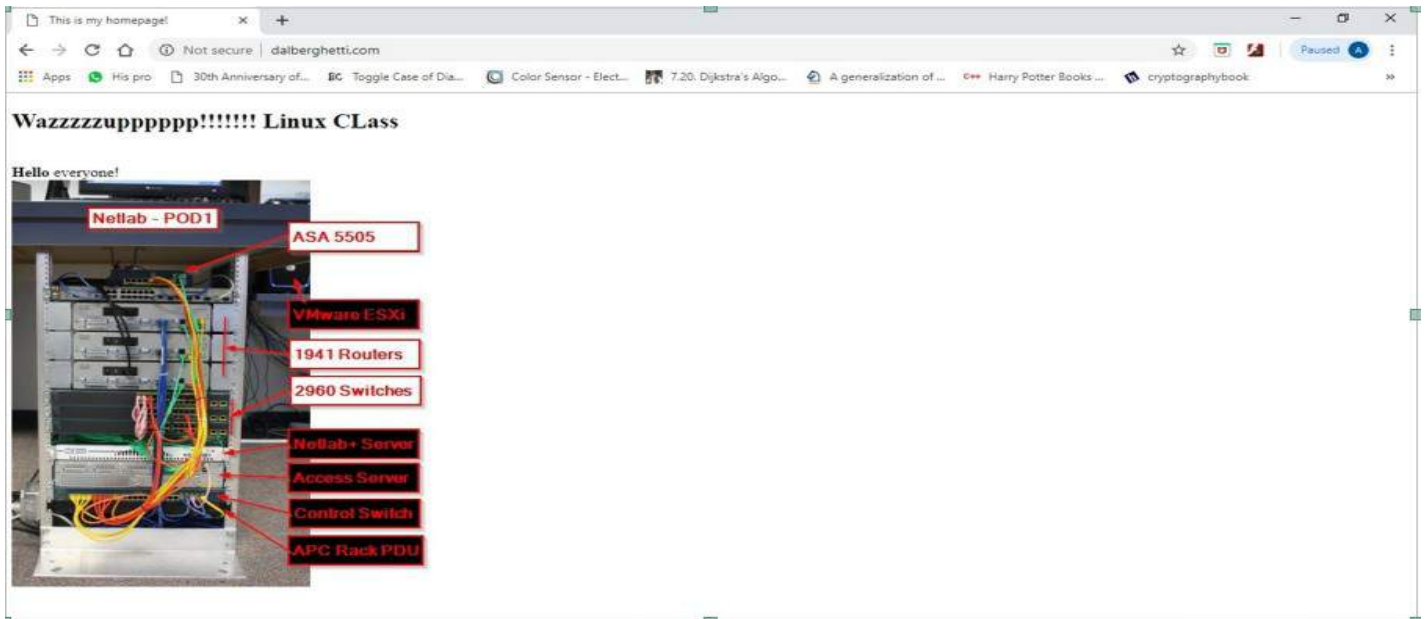 This is my homepage!
Not secure | dalberghetti.com
Paused A
Apps His pro 30th Anniversary of... BC Toggle Case of Dia... Color Sensor - Elect... 7.20. Dijkstra's Algo... A generalization of ... C++ Harry Potter Books ... cryptographybook
Wazzzzzupppppp!!!!!!! Linux CLass
Hello everyone!
Netlab - POD1
ASA 5505
VMware ESXi
1941 Routers
2960 Switches
Netlab+ Server
Access Server
Control Switch
APC Rack PDU